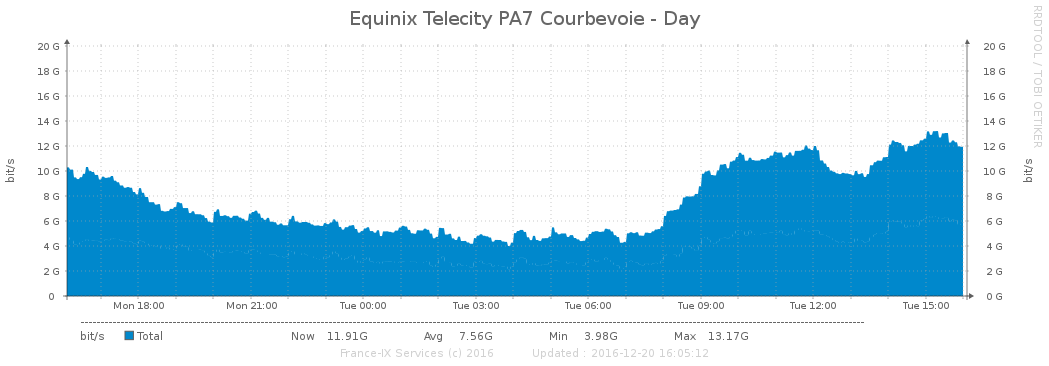 Equinix Telecity PA7 Courbevoie - Day
RRDTOOL / TOBI OETIKER
bit/s
20 G 20 G
18 G 18 G
16 G 16 G
14 G 14 G
12 G 12 G
10 G 10 G
8 G 8 G
6 G 6 G
4 G 4 G
2 G 2 G
0 0 G
bit/s
Mon 18:00 Mon 21:00 Tue 00:00 Tue 03:00 Tue 06:00 Tue 09:00 Tue 12:00 Tue 15:00
bit/s Total Now 11.91G Avg 7.56G Min 3.98G Max 13.17G
France-IX Services (c) 2016 Updated : 2016-12-20 16:05:12